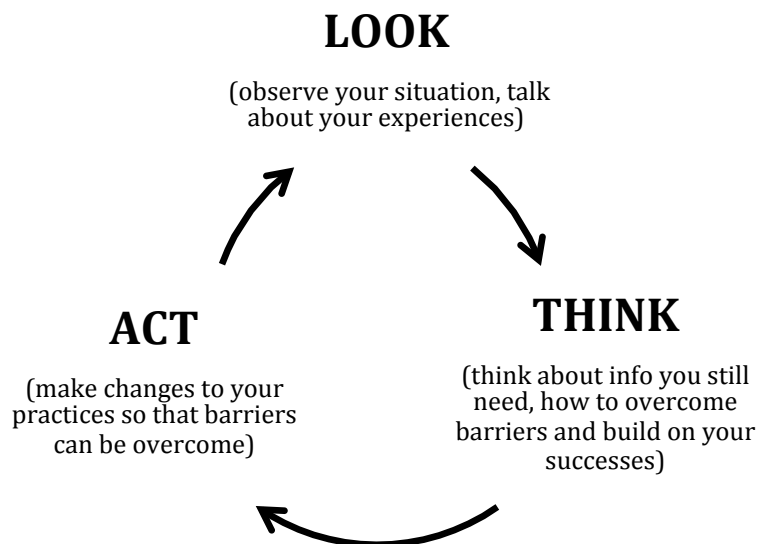 LOOK
(observe your situation, talk
about your experiences)
THINK
(think about info you still
need, how to overcome
barriers and build on your
successes)
ACT
(make changes to your
practices so that barriers
can be overcome)